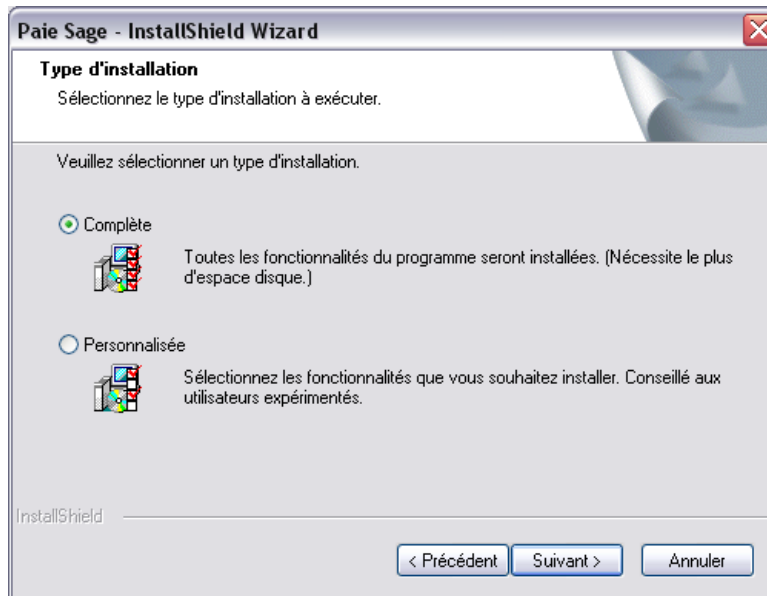 Paie Sage - InstallShield Wizard
Type d'installation
Sélectionnez le type d'installation à exécuter.
Veuillez sélectionner un type d'installation.
Complète
Toutes les fonctionnalités du programme seront installées. (Nécessite le plus
d'espace disque.)
Personnalisée
Sélectionnez les fonctionnalités que vous souhaitez installer. Conseillé aux
utilisateurs expérimentés.
InstallShield
< Précédent
Suivant >
Annuler